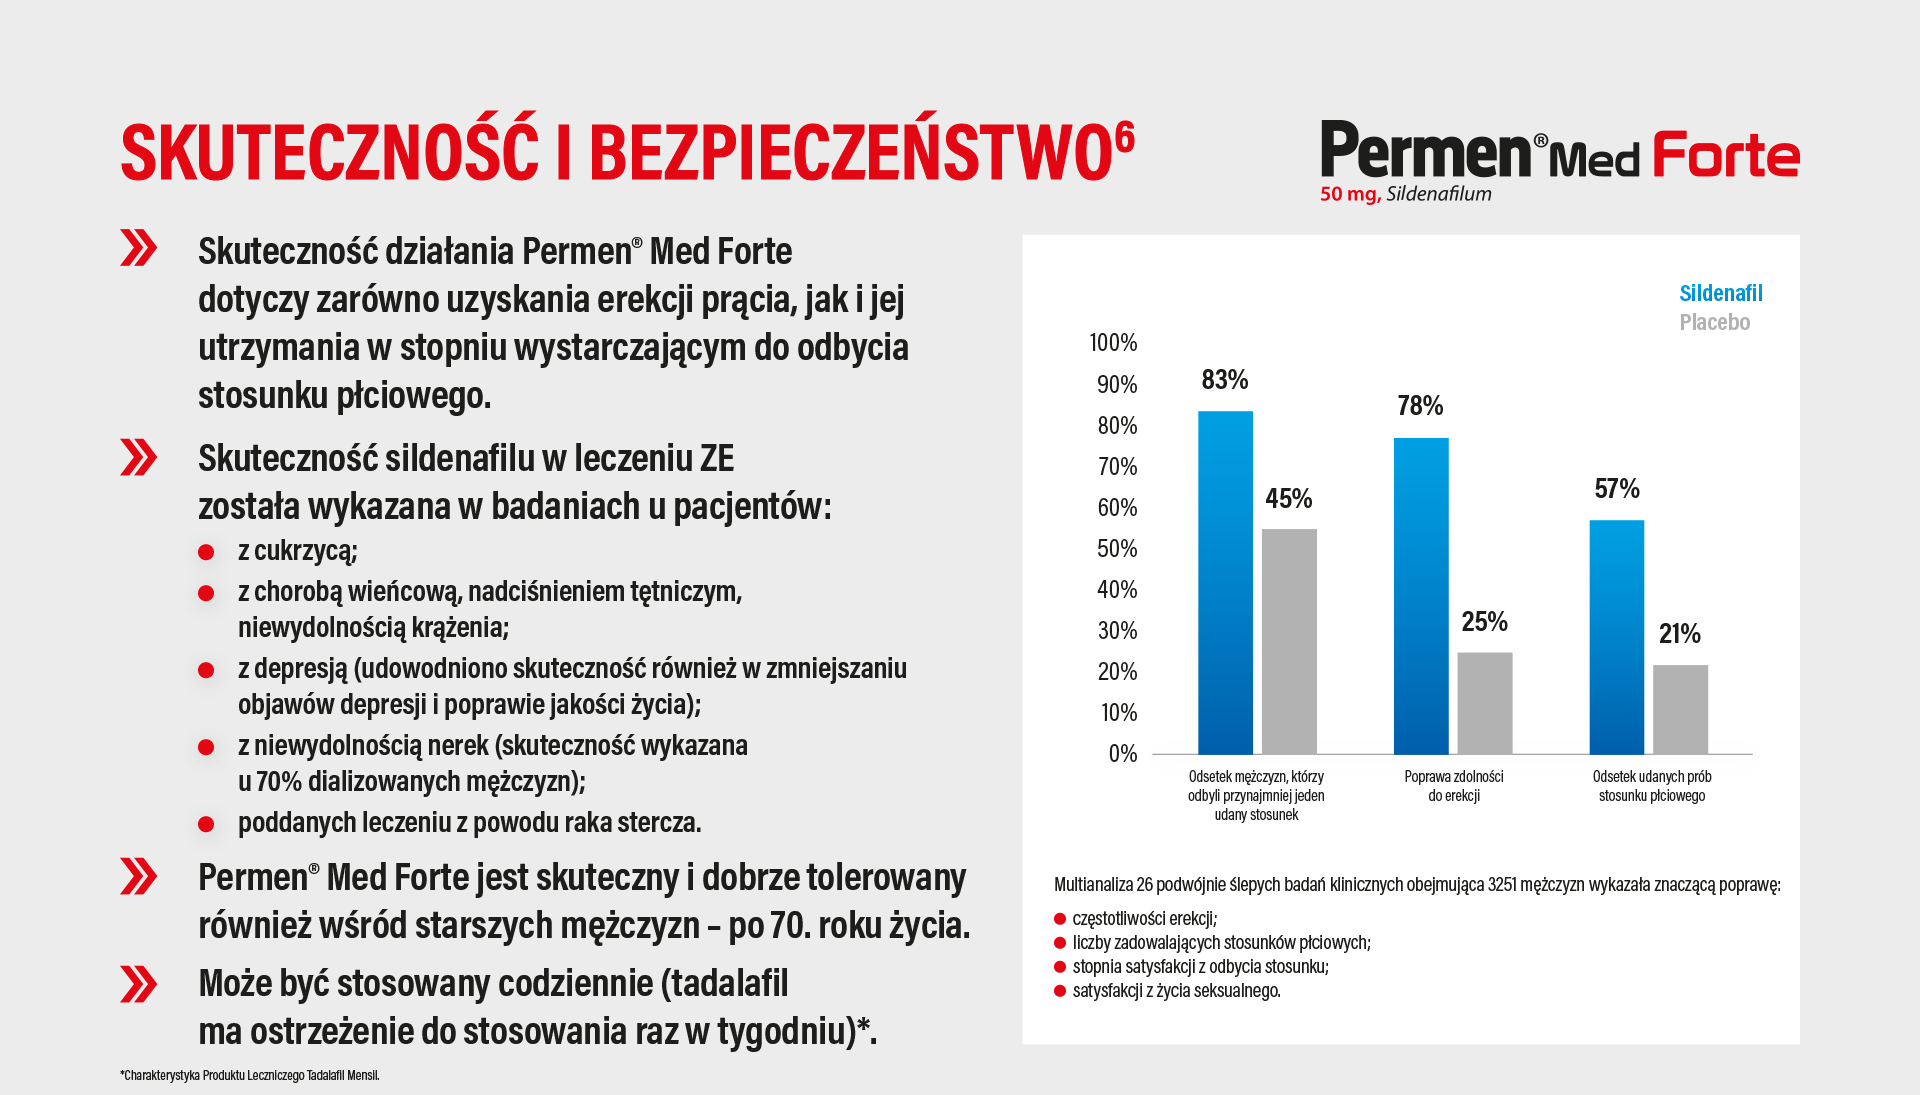 SKUTECZNOŚĆ I BEZPIECZEŃSTWO⁶
Permen® Med Forte
50 mg, Sildenafilum
Skuteczność działania Permen® Med Forte
dotyczy zarówno uzyskania erekcji prącia, jak i jej
utrzymania w stopniu wystarczającym do odbycia
stosunku płciowego.
Skuteczność sildenafilu w leczeniu ZE
została wykazana w badaniach u pacjentów:
z cukrzycą;
z chorobą wieńcową, nadciśnieniem tętniczym,
niewydolnością krążenia;
z depresją (udowodniono skuteczność również w zmniejszaniu
objawów depresji i poprawie jakości życia);
z niewydolnością nerek (skuteczność wykazana
u 70% dializowanych mężczyzn);
poddanych leczeniu z powodu raka stercza.
Permen® Med Forte jest skuteczny i dobrze tolerowany
również wśród starszych mężczyzn – po 70. roku życia.
Może być stosowany codziennie (tadalafil
ma ostrzeżenie do stosowania raz w tygodniu)*.
*Charakterystyka Produktu Leczniczego Tadalafil Mensil.
Sildenafil
Placebo
100%
90%
80%
70%
60%
50%
40%
30%
20%
10%
0%
83%
45%
78%
25%
57%
21%
Odsetek mężczyzn, którzy
odbyli przynajmniej jeden
udany stosunek
Poprawa zdolności
do erekcji
Odsetek udanych prób
stosunku płciowego
Multianaliza 26 podwójnie ślepych badań klinicznych obejmująca 3251 mężczyzn wykazała znaczącą poprawę:
częstotliwości erekcji;
liczby zadowalających stosunków płciowych;
stopnia satysfakcji z odbycia stosunku;
satysfakcji z życia seksualnego.